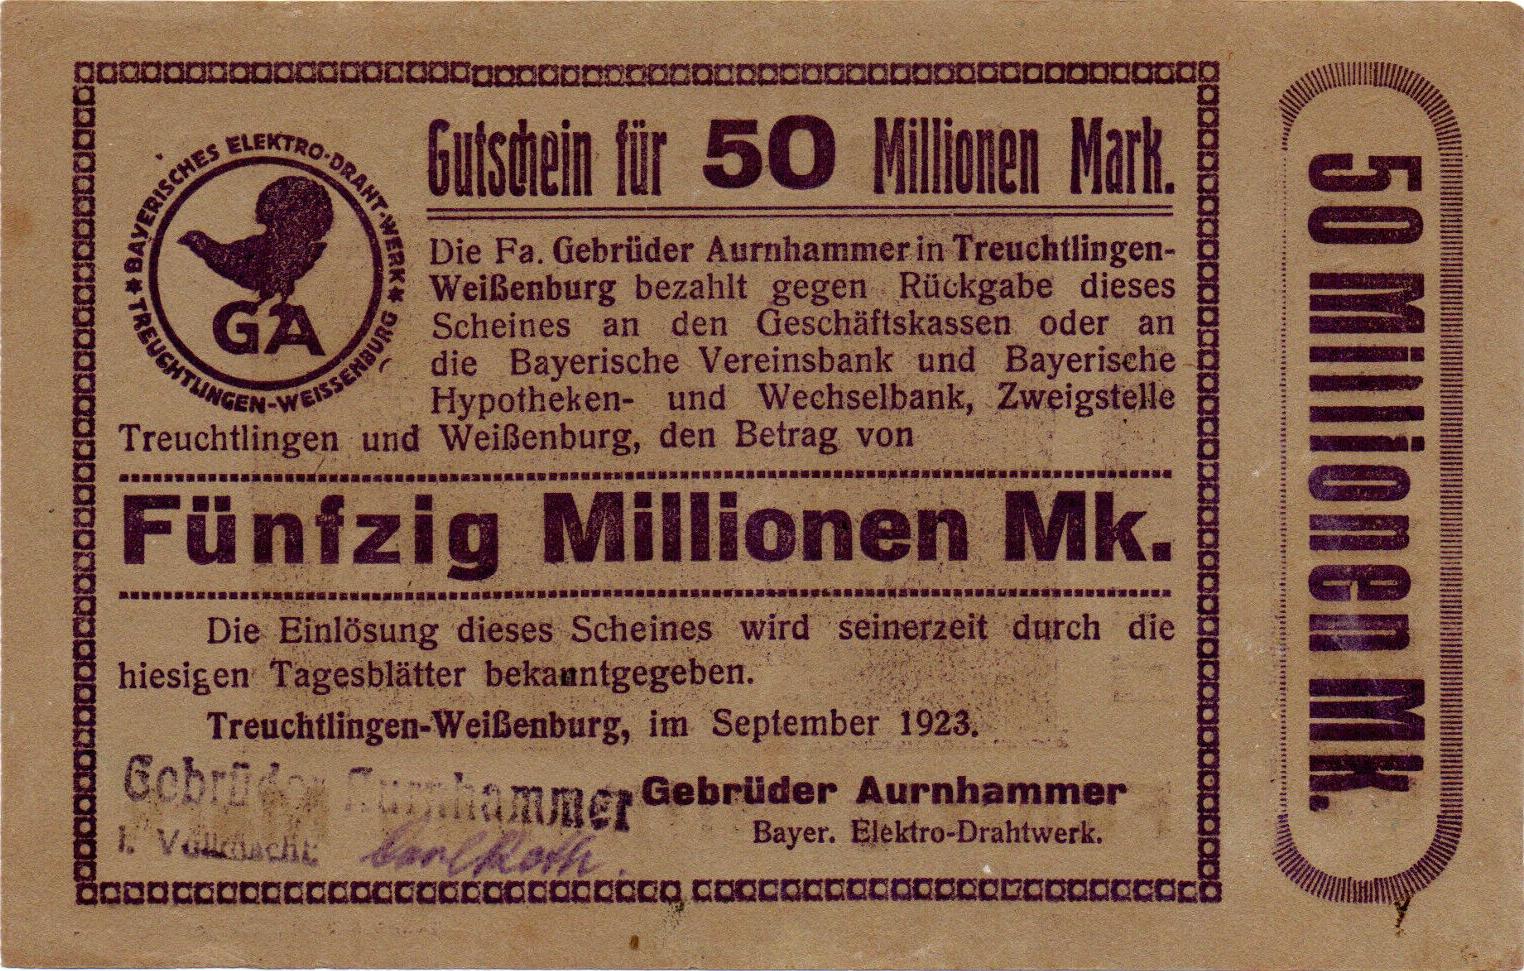 Gutschein für 50 Millionen Mark.
BAYERISCHES ELEKTRO-DRAHT-WERK
TREUCHTLINGEN-WEISSENBURG
GA
Die Fa. Gebrüder Aurnhammer in Treuchtlingen-
Weißenburg bezahlt gegen Rückgabe dieses
Scheines an den Geschäftskassen oder an
die Bayerische Vereinsbank und Bayerische
Hypotheken- und Wechselbank, Zweigstelle
Treuchtlingen und Weißenburg, den Betrag von
Fünfzig Millionen Mk.
Die Einlösung dieses Scheines wird seinerzeit durch die
hiesigen Tagesblätter bekanntgegeben.
Treuchtlingen-Weißenburg, im September 1923.
Gebrüder Aurnhammer
I. Vollmacht:
Carl Roth.
Gebrüder Aurnhammer
Bayer. Elektro-Drahtwerk.
50 Millionen Mk.